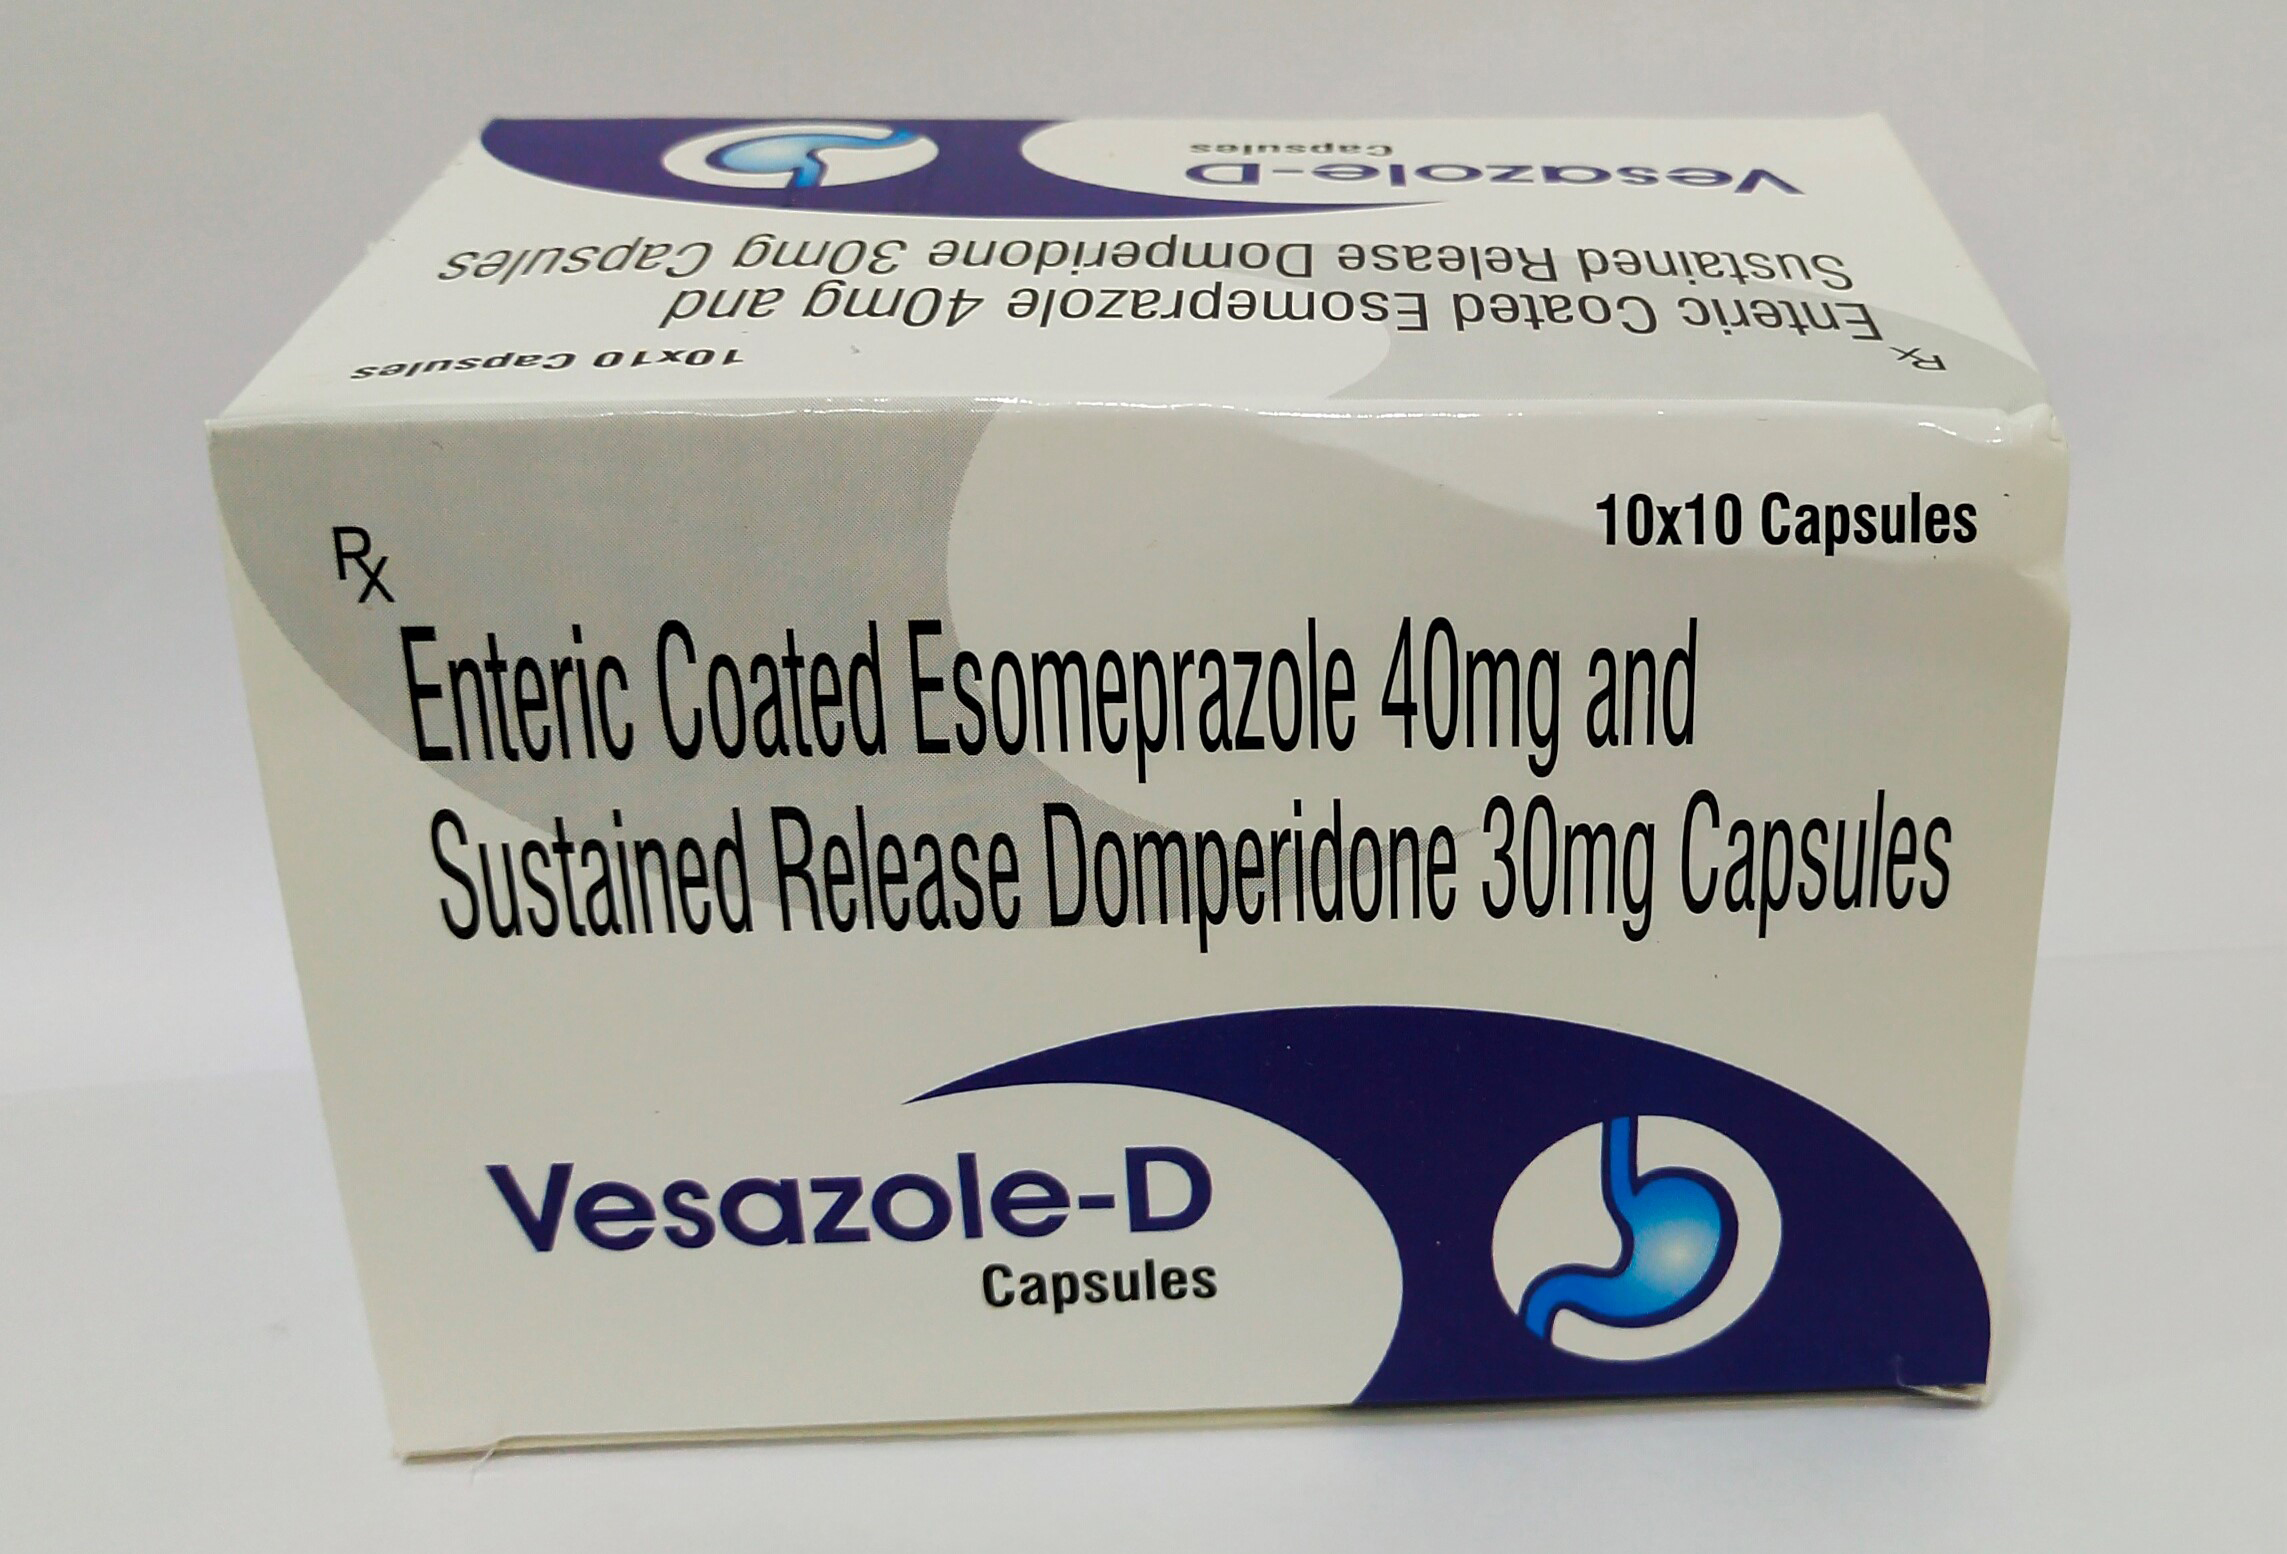 Vesazole-D
Capsules
Sustained Release Domperidone 30mg Capsules
Enteric Coated Esomeprazole 40mg and
Rx
10x10 Capsules
Rx
10x10 Capsules
Enteric Coated Esomeprazole 40mg and
Sustained Release Domperidone 30mg Capsules
Vesazole-D
Capsules